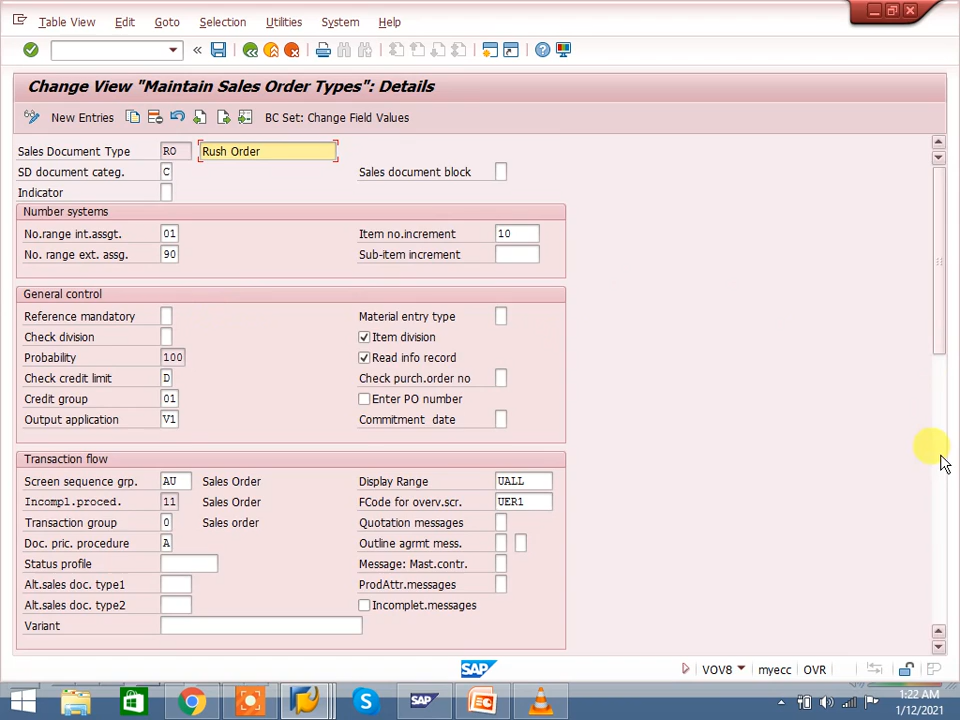 Table View Edit Goto Selection Utilities System Help
Change View "Maintain Sales Order Types": Details
New Entries BC Set: Change Field Values
Sales Document Type RO Rush Order
SD document categ. C Sales document block
Indicator
Number systems
No.range int.assgt. 01 Item no.increment 10
No. range ext. assg. 90 Sub-item increment
General control
Reference mandatory Material entry type
Check division Item division
Probability 100 Read info record
Check credit limit D Check purch.order no
Credit group 01 Enter PO number
Output application V1 Commitment date
Transaction flow
Screen sequence grp. AU Sales Order Display Range UALL
Incompl.proced. 11 Sales Order FCode for overv.scr. UER1
Transaction group 0 Sales order Quotation messages
Doc. pric. procedure A Outline agrmt mess.
Status profile Message: Mast.contr.
Alt.sales doc. type1 ProdAttr.messages
Alt.sales doc. type2 Incomplet.messages
Variant
SAP VOV8 myecc OVR
SAP
1:22 AM
1/12/2021